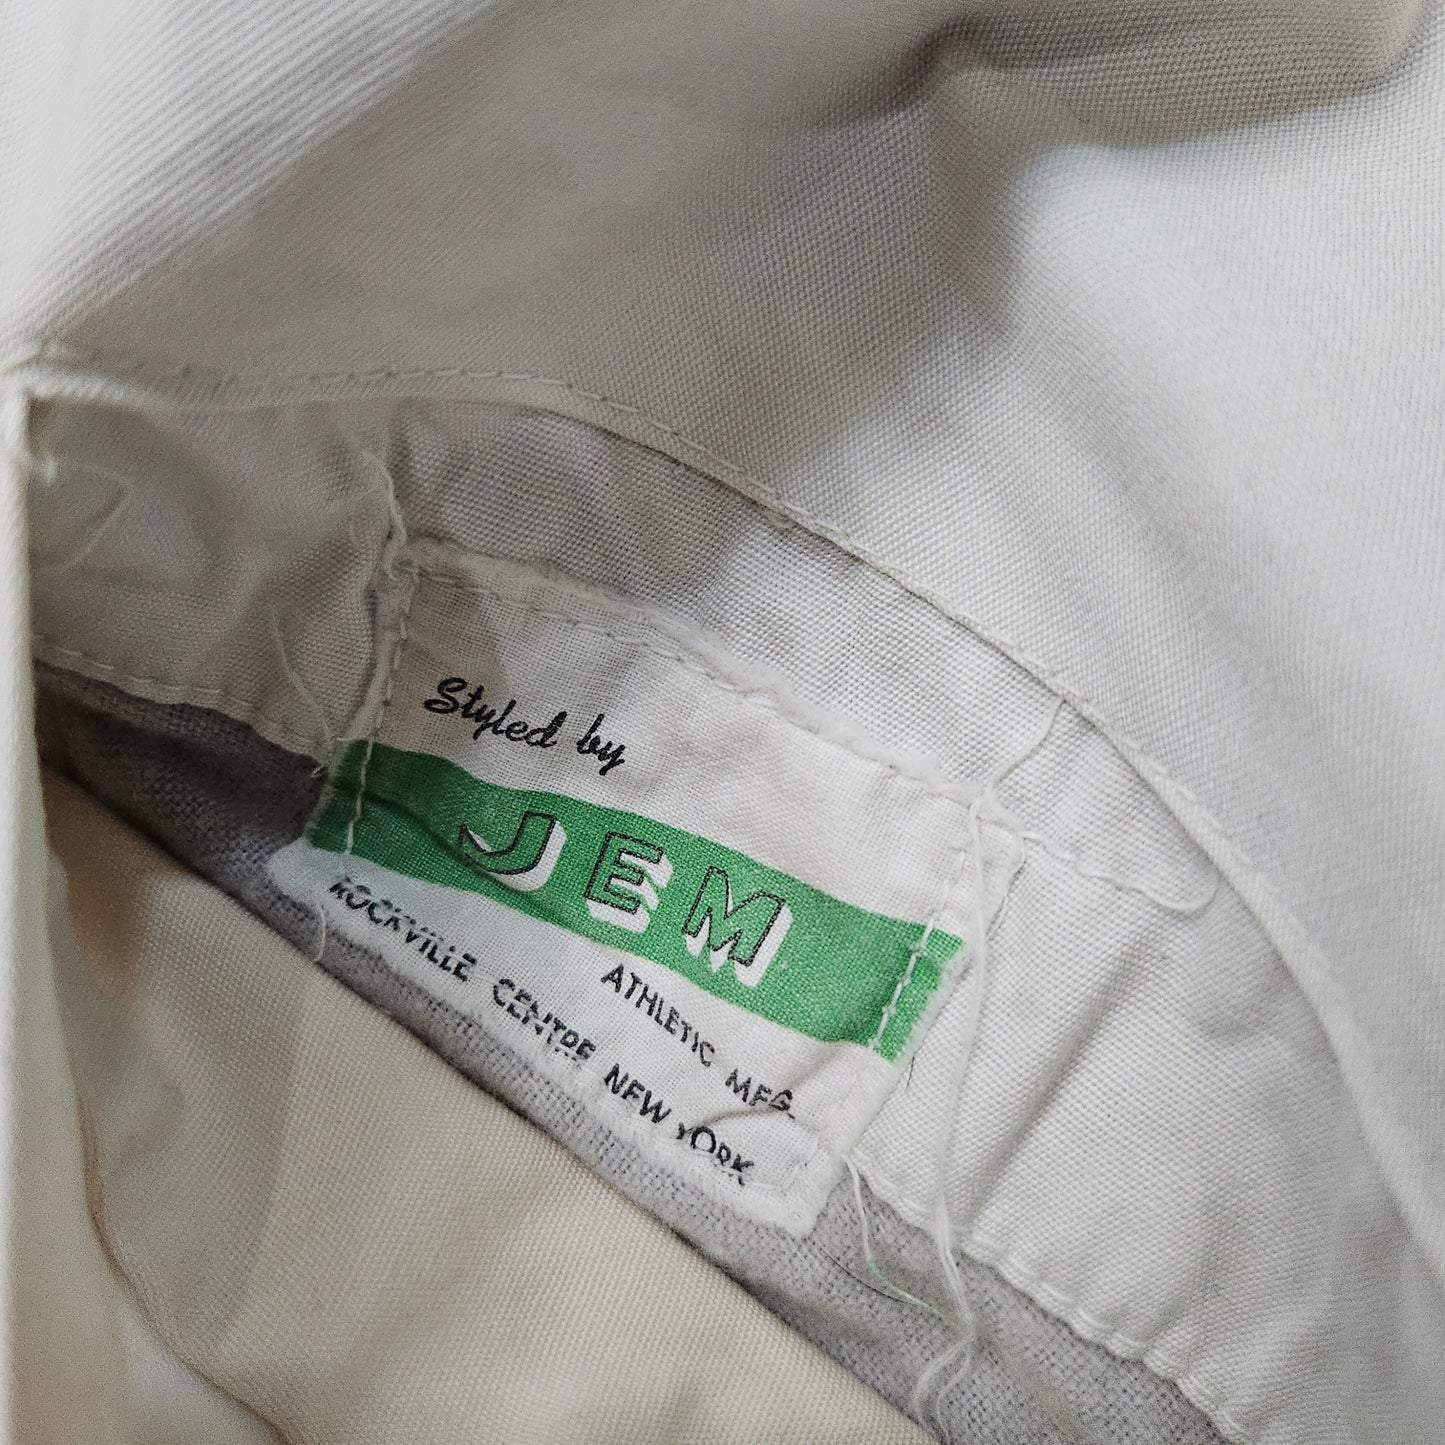 Styled by
JEM
ATHLETIC MFG.
ROCKVILLE CENTRE NEW YORK